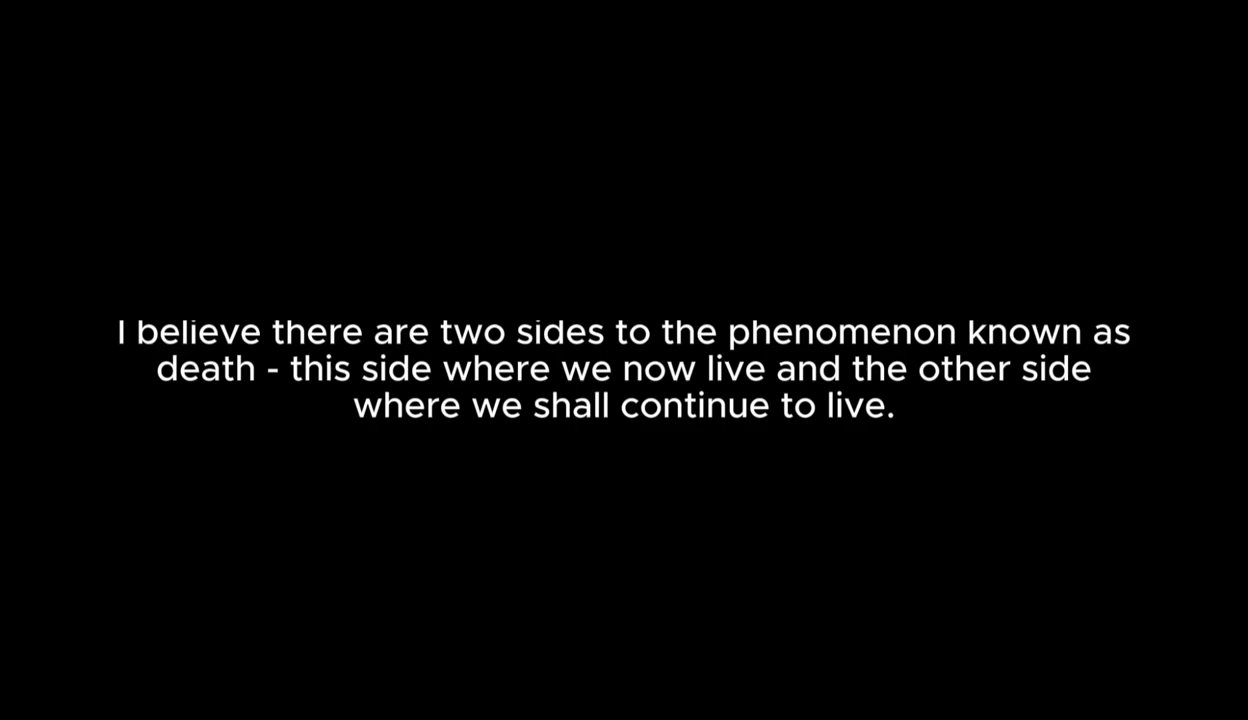 I believe there are two sides to the phenomenon known as
death - this side where we now live and the other side
where we shall continue to live.